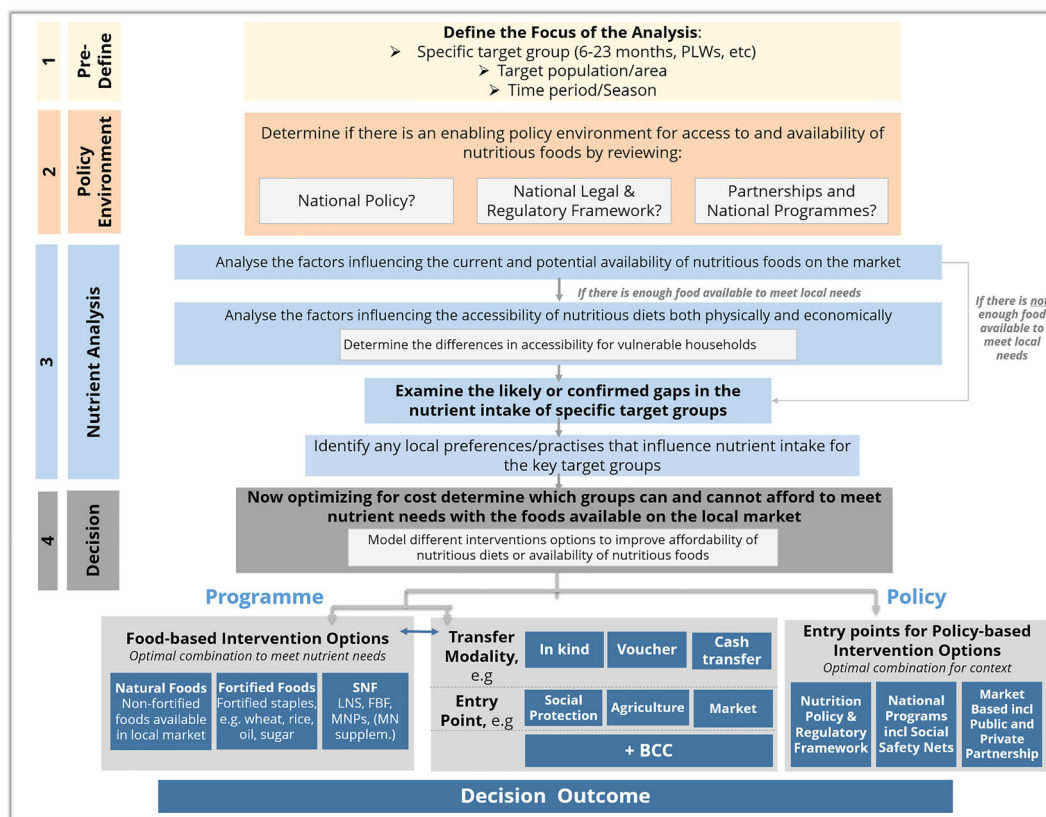 1
Pre-
Define
Define the Focus of the Analysis:
➢ Specific target group (6-23 months, PLWs, etc)
➢ Target population/area
➢ Time period/Season
2
Policy
Environment
Determine if there is an enabling policy environment for access to and availability of
nutritious foods by reviewing:
National Policy?
National Legal &
Regulatory Framework?
Partnerships and
National Programmes?
3
Nutrient Analysis
Analyse the factors influencing the current and potential availability of nutritious foods on the market
If there is enough food available to meet local needs
If there is not
enough food
available to
meet local
needs
Analyse the factors influencing the accessibility of nutritious diets both physically and economically
Determine the differences in accessibility for vulnerable households
Examine the likely or confirmed gaps in the
nutrient intake of specific target groups
Identify any local preferences/practises that influence nutrient intake for
the key target groups
4
Decision
Now optimizing for cost determine which groups can and cannot afford to meet
nutrient needs with the foods available on the local market
Model different interventions options to improve affordability of
nutritious diets or availability of nutritious foods
Programme
Policy
Food-based Intervention Options
Optimal combination to meet nutrient needs
Natural Foods
Non-fortified
foods available
in local market
Fortified Foods
Fortified staples,
e.g. wheat, rice,
oil, sugar
SNF
LNS, FBF,
MNPs, (MN
supplem.)
Transfer
Modality,
e.g
In kind
Voucher
Cash
transfer
Entry
Point, e.g
Social
Protection
Agriculture
Market
+ BCC
Entry points for Policy-based
Intervention Options
Optimal combination for context
Nutrition
Policy &
Regulatory
Framework
National
Programs
incl Social
Safety Nets
Market
Based incl
Public and
Private
Partnership
Decision Outcome